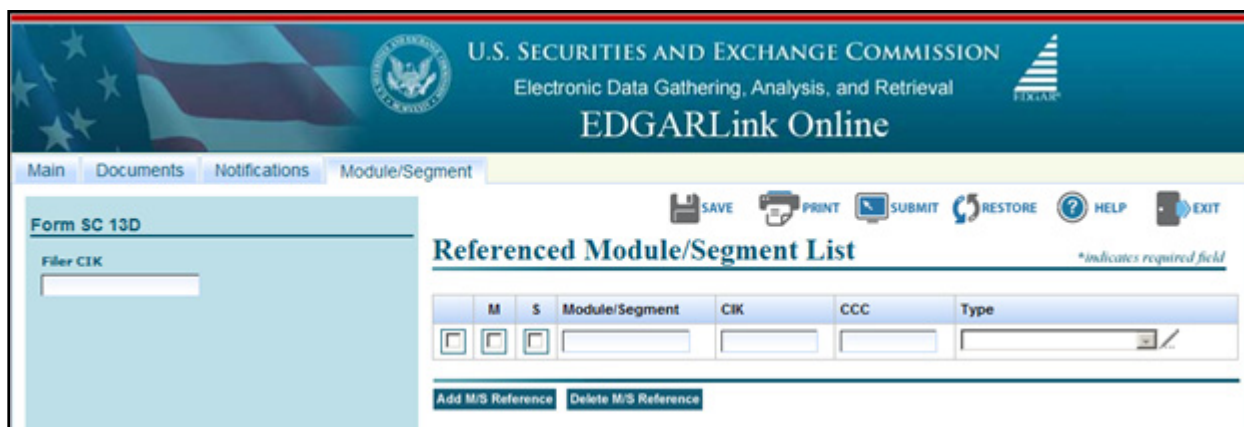 U.S. SECURITIES AND EXCHANGE COMMISSION
Electronic Data Gathering, Analysis, and Retrieval
EDGAR®
EDGARLink Online
Main Documents Notifications Module/Segment
SAVE PRINT SUBMIT RESTORE HELP EXIT
Form SC 13D
Filer CIK
Referenced Module/Segment List
*indicates required field
M S Module/Segment CIK CCC Type
Add M/S Reference Delete M/S Reference